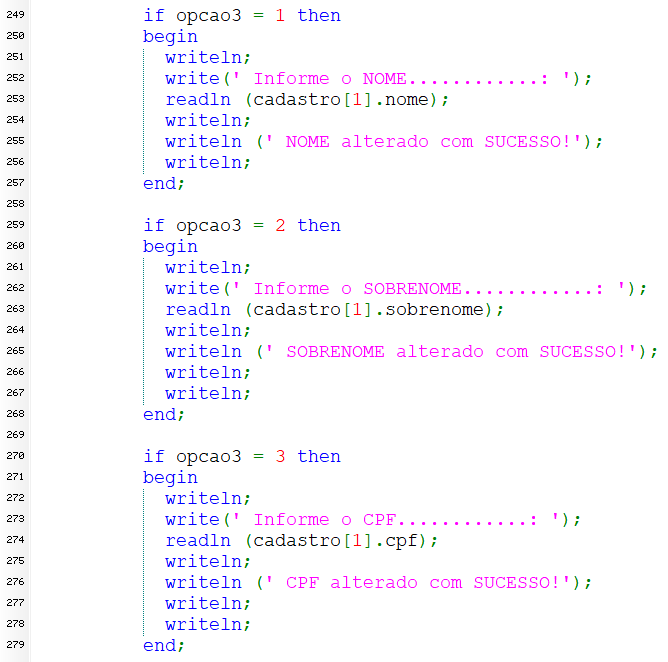 249 if opcao3 = 1 then
250 begin
251 writeln;
252 write(' Informe o NOME............: ');
253 readln (cadastro[1].nome);
254 writeln;
255 writeln (' NOME alterado com SUCESSO!');
256 writeln;
257 end;
258
259 if opcao3 = 2 then
260 begin
261 writeln;
262 write(' Informe o SOBRENOME............: ');
263 readln (cadastro[1].sobrenome);
264 writeln;
265 writeln (' SOBRENOME alterado com SUCESSO!');
266 writeln;
267 writeln;
268 end;
269
270 if opcao3 = 3 then
271 begin
272 writeln;
273 write(' Informe o CPF............: ');
274 readln (cadastro[1].cpf);
275 writeln;
276 writeln (' CPF alterado com SUCESSO!');
277 writeln;
278 writeln;
279 end;